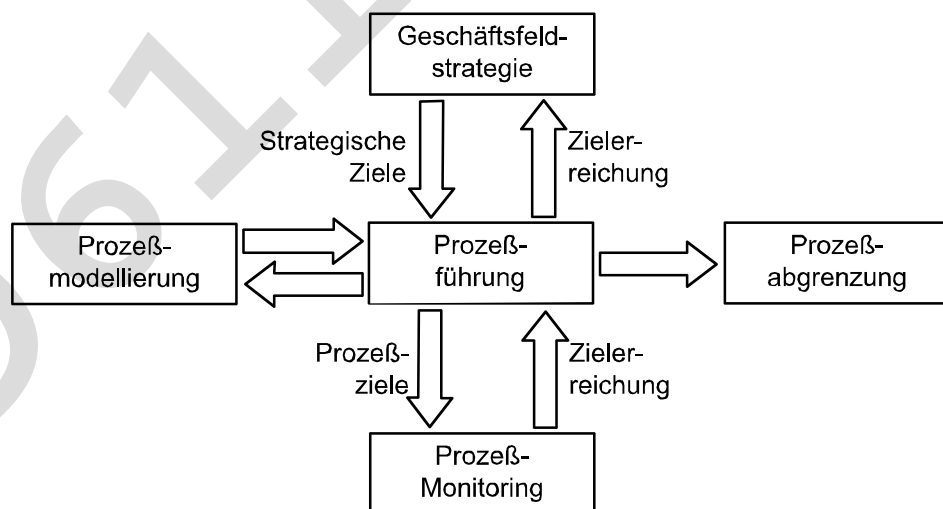 Geschäftsfeld-
strategie
Strategische
Ziele
Zieler-
reichung
Prozeß-
modellierung
Prozeß-
führung
Prozeß-
abgrenzung
Prozeß-
ziele
Zieler-
reichung
Prozeß-
Monitoring